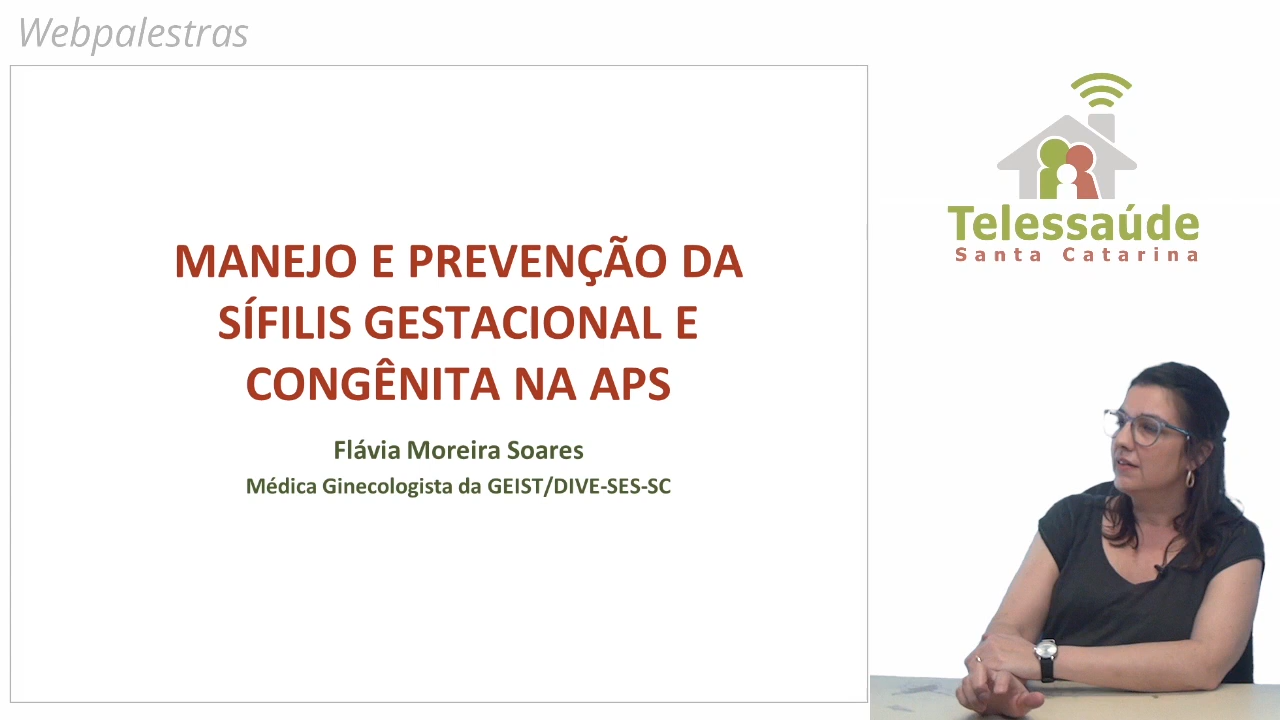 Webpalestras
MANEJO E PREVENÇÃO DA
SÍFILIS GESTACIONAL E
CONGÊNITA NA APS
Flávia Moreira Soares
Médica Ginecologista da GEIST/DIVE-SES-SC
Telessaúde
Santa Catarina